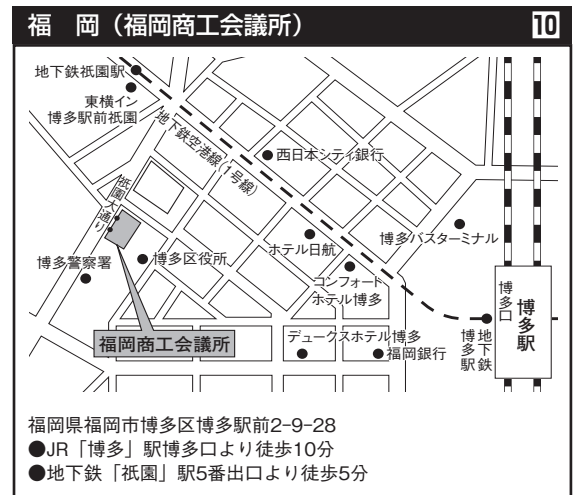 福　岡（福岡商工会議所）
10
地下鉄祇園駅
東横イン
博多駅前祇園
地下鉄空港線(1号線)
西日本シティ銀行
祇園大通り
ホテル日航
博多バスターミナル
博多警察署
博多区役所
コンフォート
ホテル博多
博多口
博多駅
地下鉄
博多駅
福岡商工会議所
デュークスホテル博多
福岡銀行
福岡県福岡市博多区博多駅前2-9-28
●JR「博多」駅博多口より徒歩10分
●地下鉄「祇園」駅5番出口より徒歩5分